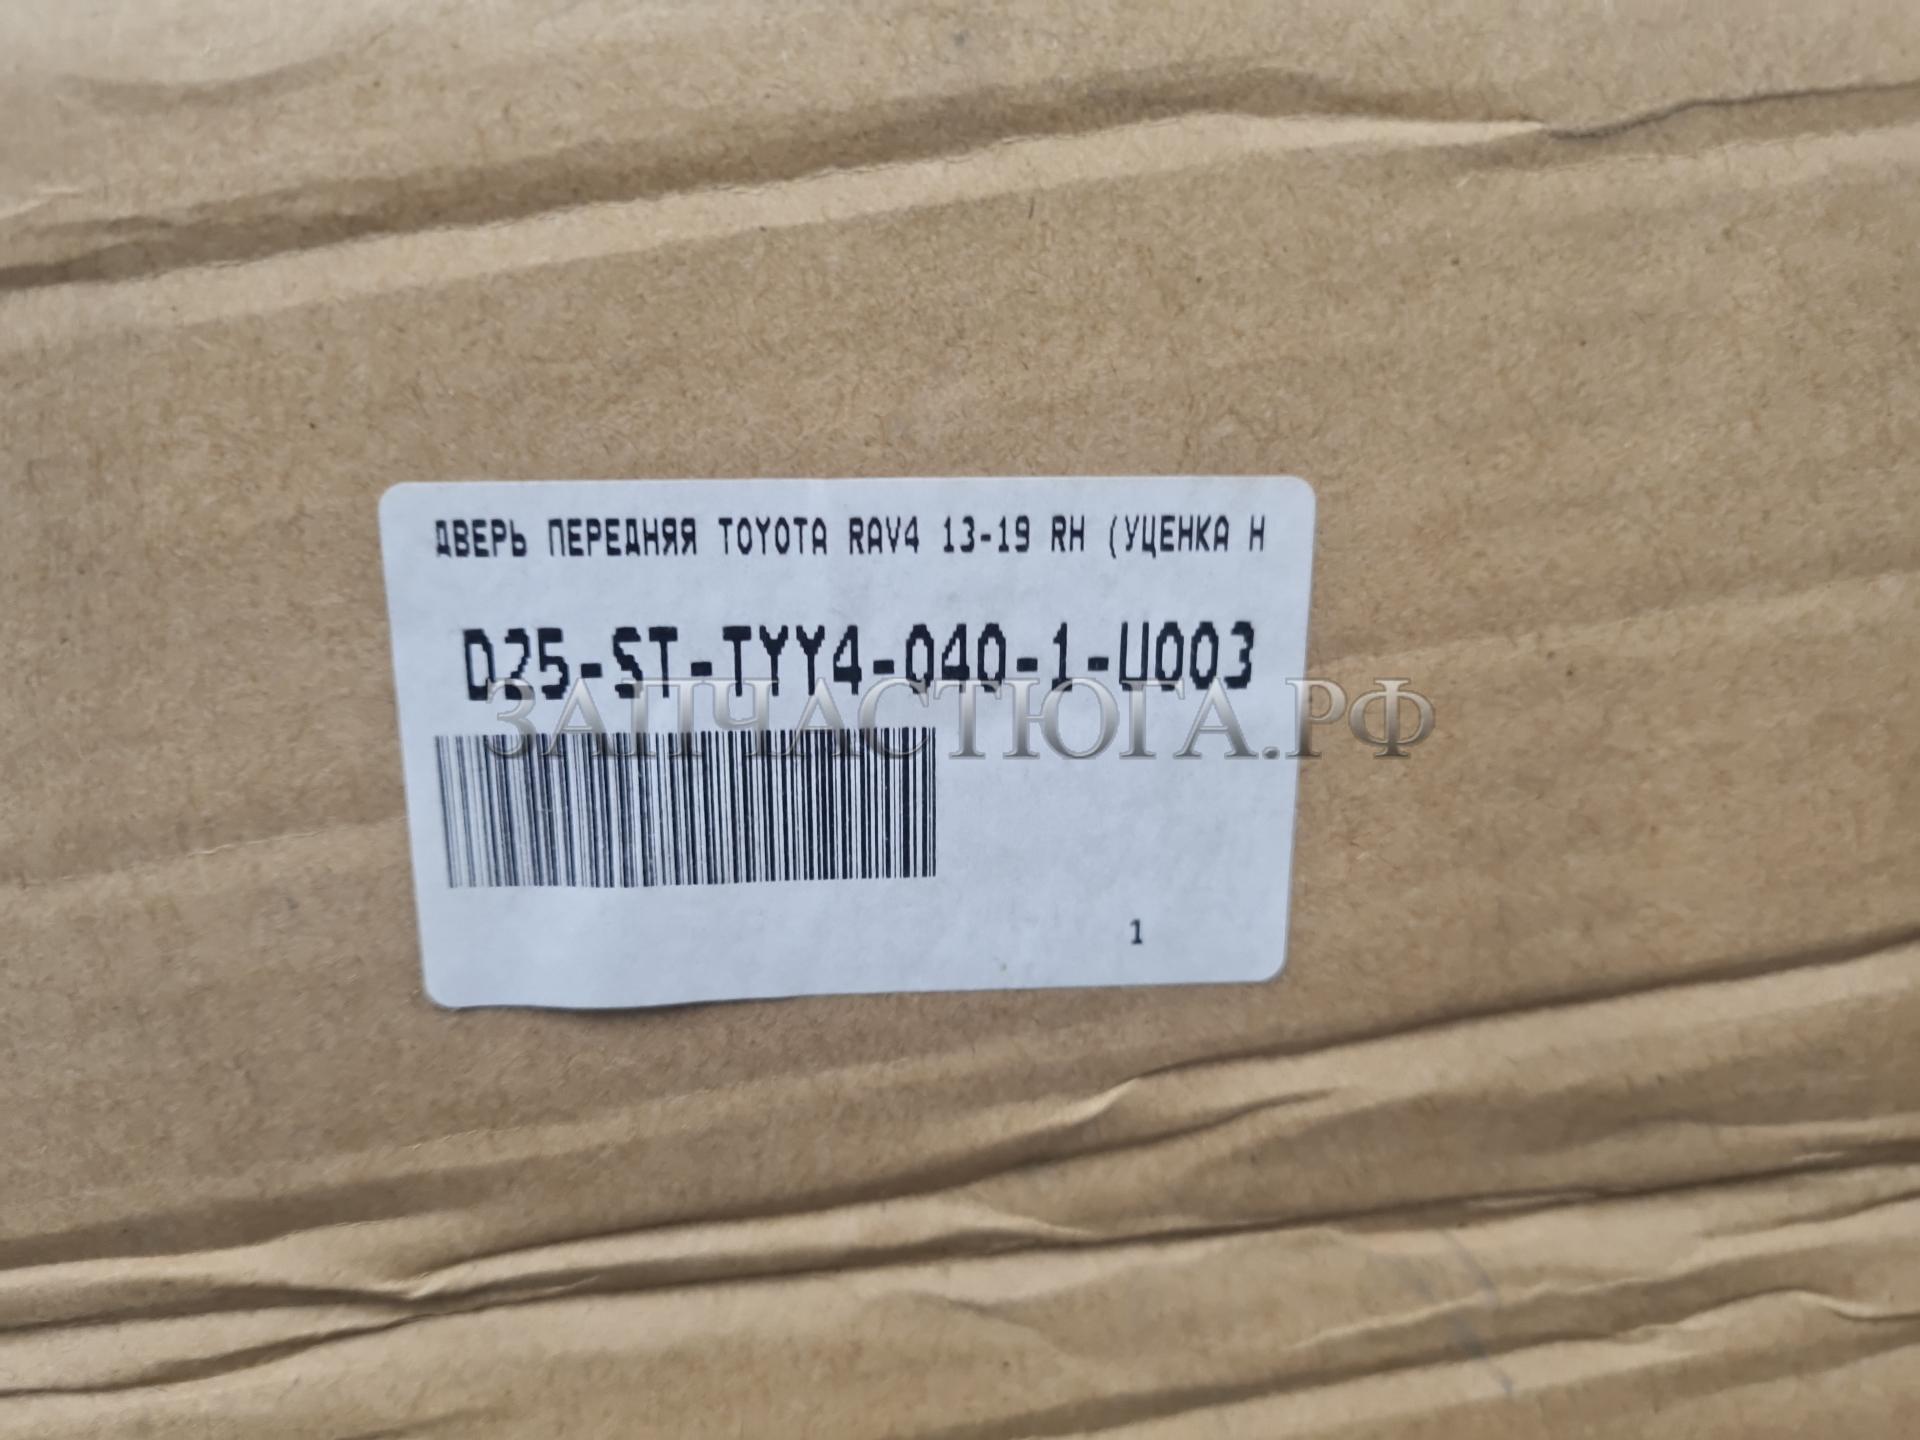 ДВЕРЬ ПЕРЕДНЯЯ TOYOTA RAV4 13-19 RH (УЦЕНКА Н
D25-ST-TYY4-040-1-U003
ЗАПЧАСТЮГА.РФ
1